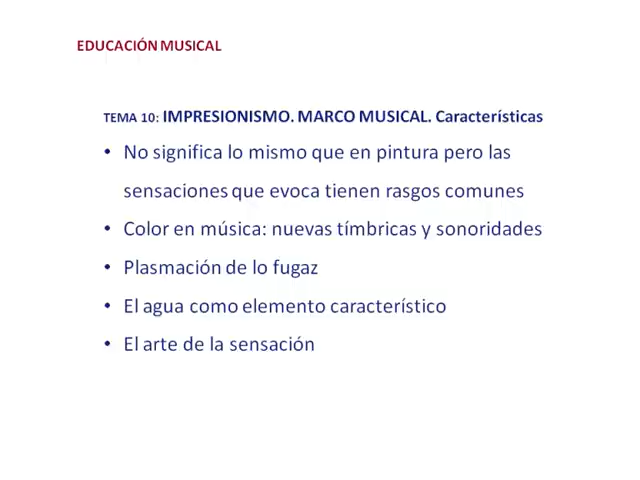 EDUCACIÓN MUSICAL
TEMA 10: IMPRESIONISMO. MARCO MUSICAL. Características
• No significa lo mismo que en pintura pero las
sensaciones que evoca tienen rasgos comunes
• Color en música: nuevas tímbricas y sonoridades
• Plasmación de lo fugaz
• El agua como elemento característico
• El arte de la sensación